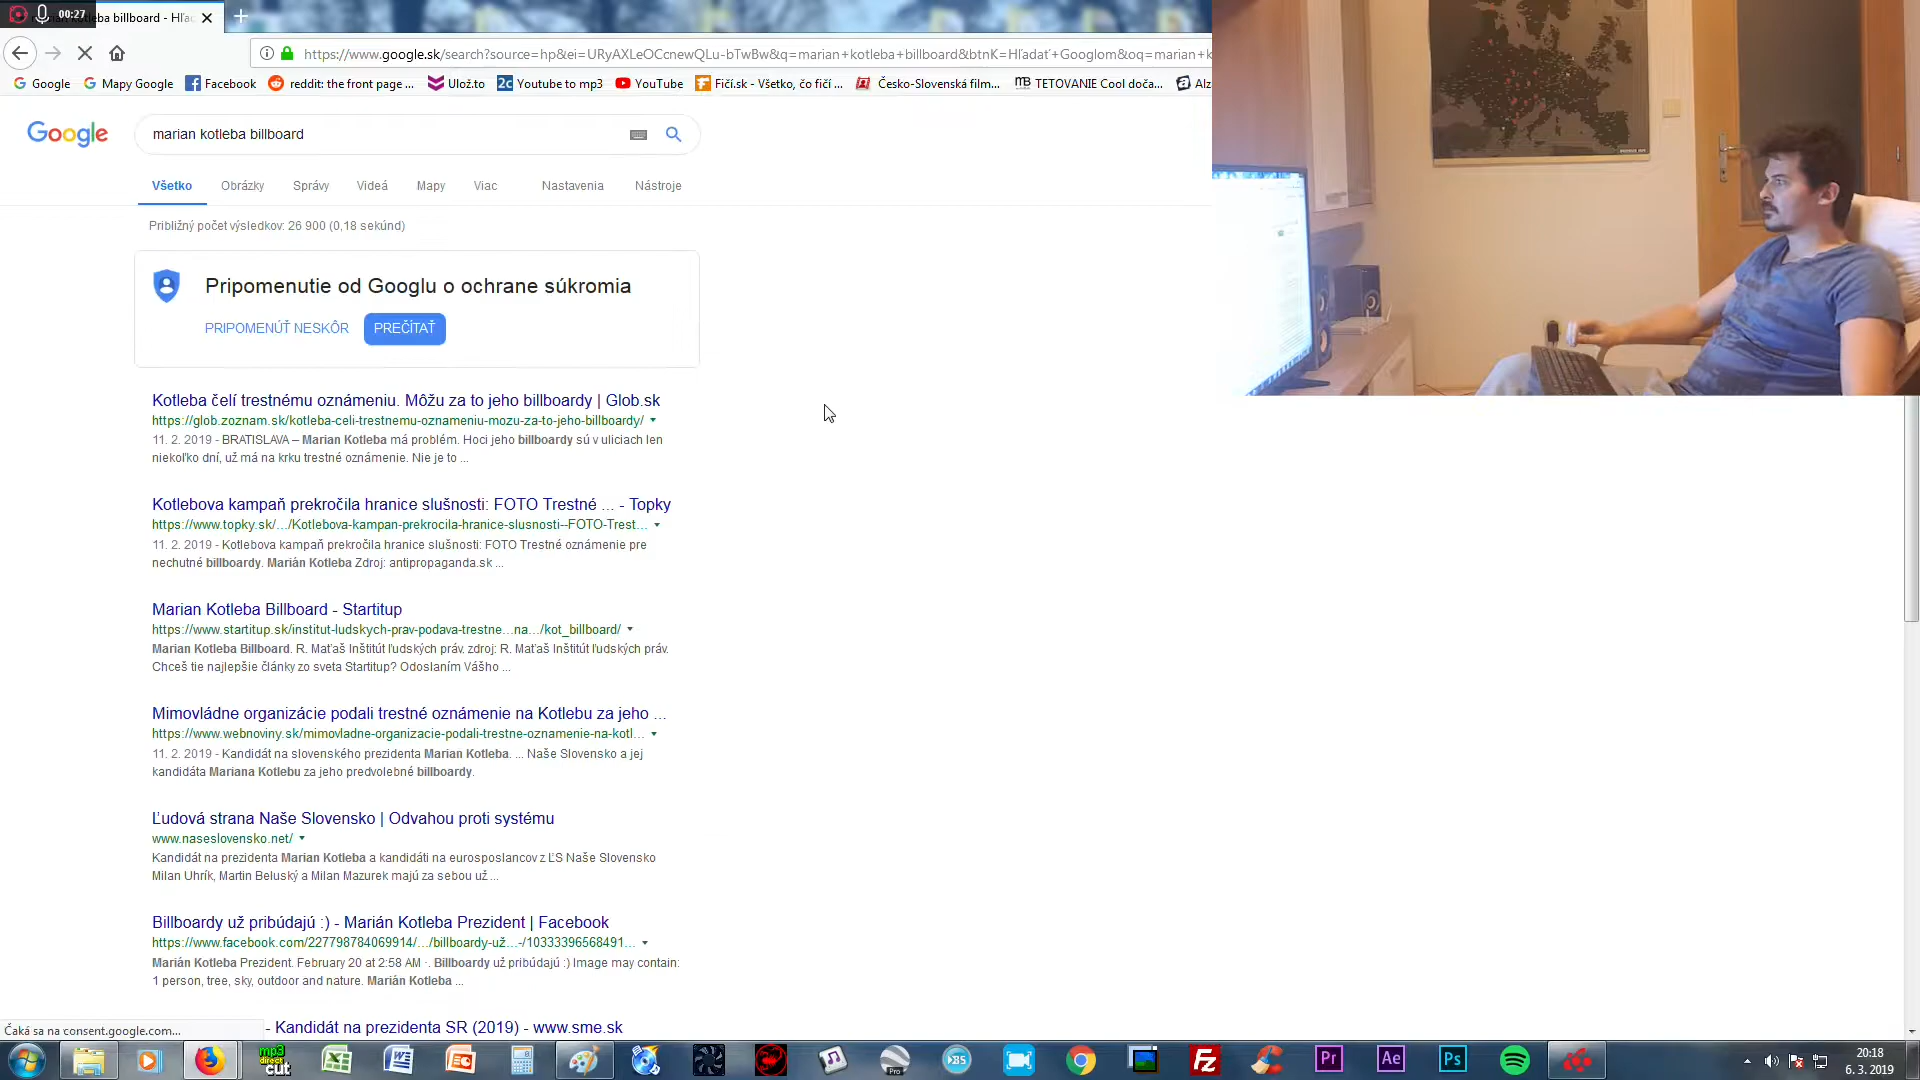 00:27
kotleba billboard - Hľac
https://www.google.sk/search?source=hp&ei=URyAXLeOCcnewQLu-bTwBw&q=marian+kotleba+billboard&btnK=Hľadať+Googlom&oq=marian+k
Google Mapy Google Facebook reddit: the front page ... Ulož.to Youtube to mp3 YouTube Fičí.sk - Všetko, čo fičí ... Česko-Slovenská film... TETOVANIE Cool doča... Alz
Google marian kotleba billboard
Všetko Obrázky Správy Videá Mapy Viac Nastavenia Nástroje
Približný počet výsledkov: 26 900 (0,18 sekúnd)
Pripomenutie od Googlu o ochrane súkromia
PRIPOMENÚŤ NESKÔR PREČÍTAŤ
Kotleba čelí trestnému oznámeniu. Môžu za to jeho billboardy | Glob.sk
https://glob.zoznam.sk/kotleba-celi-trestnemu-oznameniu-mozu-za-to-jeho-billboardy/
11. 2. 2019 - BRATISLAVA – Marian Kotleba má problém. Hoci jeho billboardy sú v uliciach len
niekoľko dní, už má na krku trestné oznámenie. Nie je to ...
Kotlebova kampaň prekročila hranice slušnosti: FOTO Trestné ... - Topky
https://www.topky.sk/.../Kotlebova-kampan-prekrocila-hranice-slusnosti--FOTO-Trest...
11. 2. 2019 - Kotlebova kampaň prekročila hranice slušnosti: FOTO Trestné oznámenie pre
nechutné billboardy. Marián Kotleba Zdroj: antipropaganda.sk ...
Marian Kotleba Billboard - Startitup
https://www.startitup.sk/institut-ludskych-prav-podava-trestne...na.../kot_billboard/
Marian Kotleba Billboard. R. Maťaš Inštitút ľudských práv, zdroj: R. Maťaš Inštitút ľudských práv.
Chceš tie najlepšie články zo sveta Startitup? Odoslaním Vášho ...
Mimovládne organizácie podali trestné oznámenie na Kotlebu za jeho ...
https://www.webnoviny.sk/mimovladne-organizacie-podali-trestne-oznamenie-na-kotl...
11. 2. 2019 - Kandidát na slovenského prezidenta Marian Kotleba. ... Naše Slovensko a jej
kandidáta Mariana Kotlebu za jeho predvolebné billboardy.
Ľudová strana Naše Slovensko | Odvahou proti systému
www.naseslovensko.net/
Kandidát na prezidenta Marian Kotleba a kandidáti na europoslancov z ĽS Naše Slovensko
Milan Uhrík, Martin Beluský a Milan Mazurek majú za sebou už ...
Billboardy už pribúdajú :) - Marián Kotleba Prezident | Facebook
https://www.facebook.com/227798784069914/.../billboardy-už...-/10333396568491...
Marián Kotleba Prezident. February 20 at 2:58 AM ·. Billboardy už pribúdajú :) Image may contain:
1 person, tree, sky, outdoor and nature. Marián Kotleba ...
- Kandidát na prezidenta SR (2019) - www.sme.sk
Čaká sa na consent.google.com...
mp3 direct cut Pro BS Fz Pr Ae Ps
20:18
6. 3. 2019